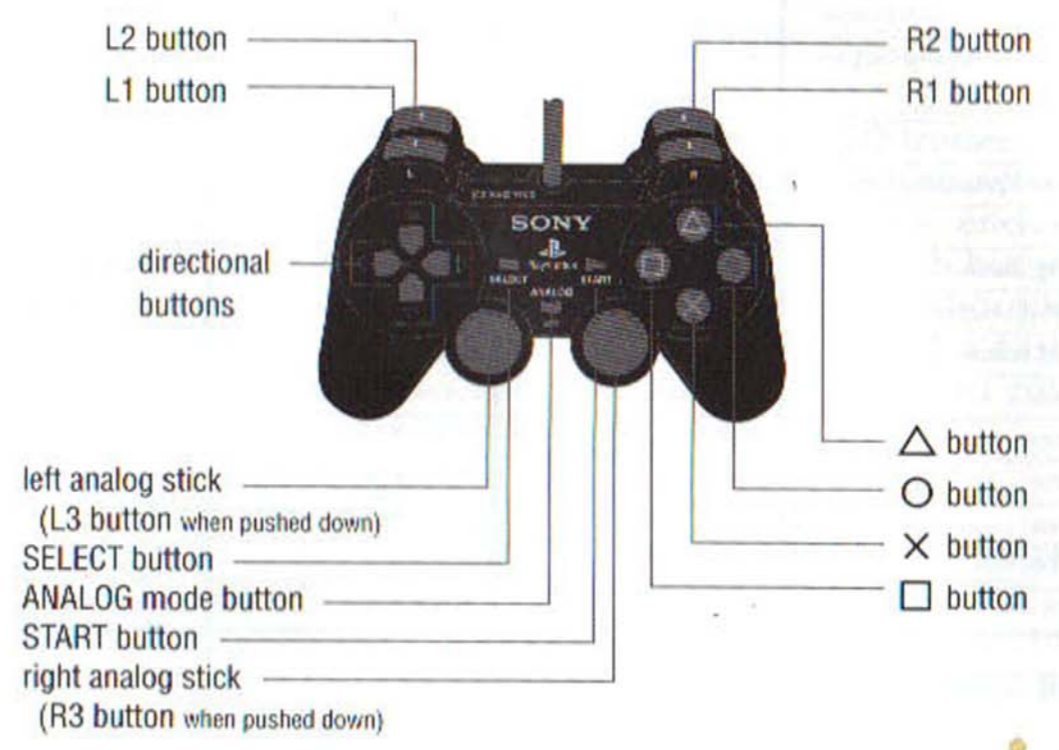 L2 button
L1 button
R2 button
R1 button
SONY
SELECT
START
ANALOG
L
R
directional
buttons
△ button
○ button
× button
□ button
left analog stick
(L3 button when pushed down)
SELECT button
ANALOG mode button
START button
right analog stick
(R3 button when pushed down)